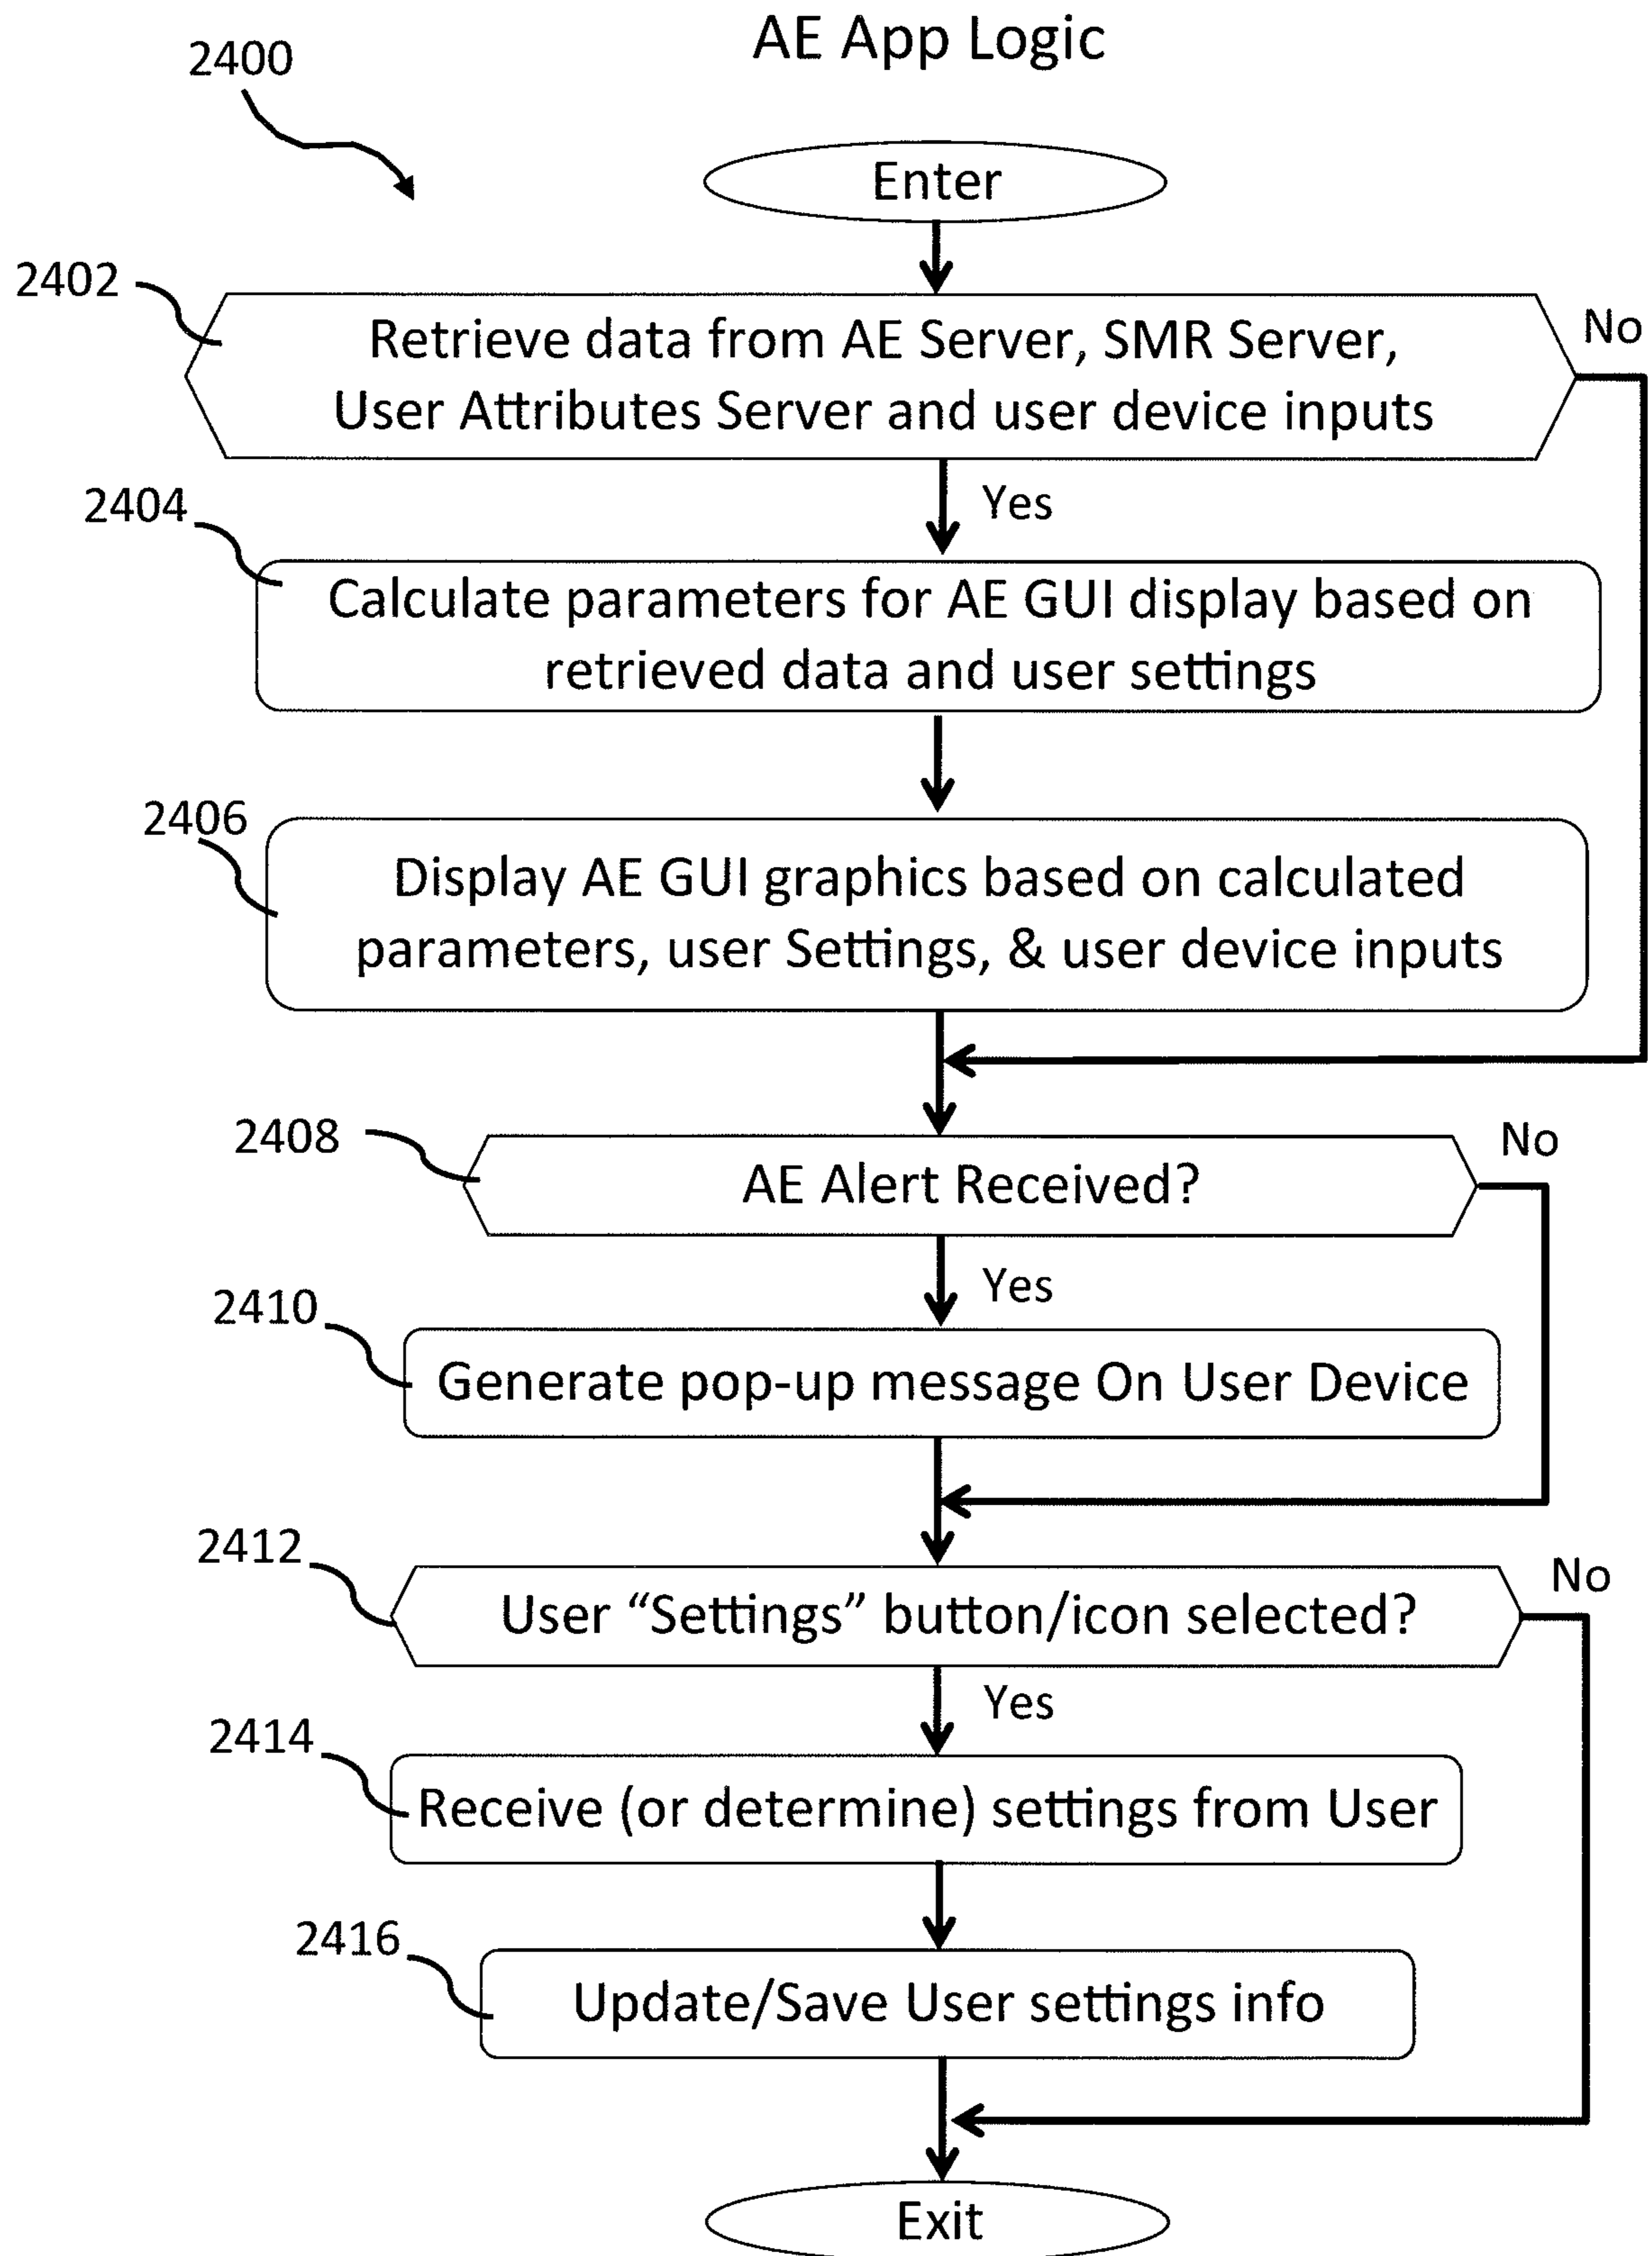 AE App Logic
2400
Enter
2402
No
Retrieve data from AE Server, SMR Server,
User Attributes Server and user device inputs
Yes
2404
Calculate parameters for AE GUI display based on
retrieved data and user settings
2406
Display AE GUI graphics based on calculated
parameters, user Settings, & user device inputs
2408
No
AE Alert Received?
Yes
2410
Generate pop-up message On User Device
2412
No
User “Settings” button/icon selected?
Yes
2414
Receive (or determine) settings from User
2416
Update/Save User settings info
Exit